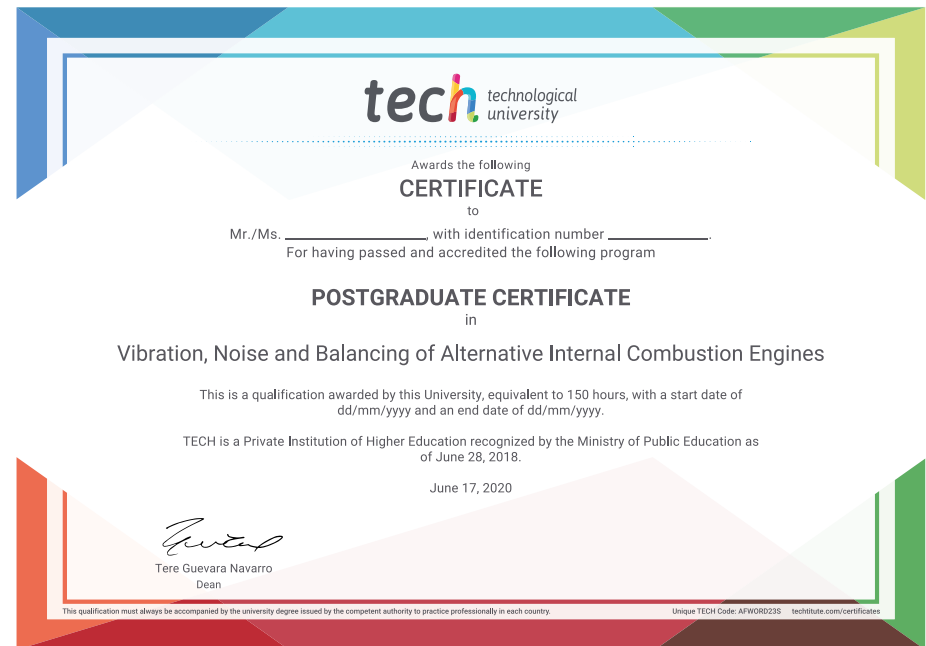 tech technological
university
Awards the following
CERTIFICATE
to
Mr./Ms. ____________________, with identification number ______________.
For having passed and accredited the following program
POSTGRADUATE CERTIFICATE
in
Vibration, Noise and Balancing of Alternative Internal Combustion Engines
This is a qualification awarded by this University, equivalent to 150 hours, with a start date of
dd/mm/yyyy and an end date of dd/mm/yyyy.
TECH is a Private Institution of Higher Education recognized by the Ministry of Public Education as
of June 28, 2018.
June 17, 2020
Tere Guevara Navarro
Dean
This qualification must always be accompanied by the university degree issued by the competent authority to practice professionally in each country. Unique TECH Code: AFWORD23S techtitute.com/certificates